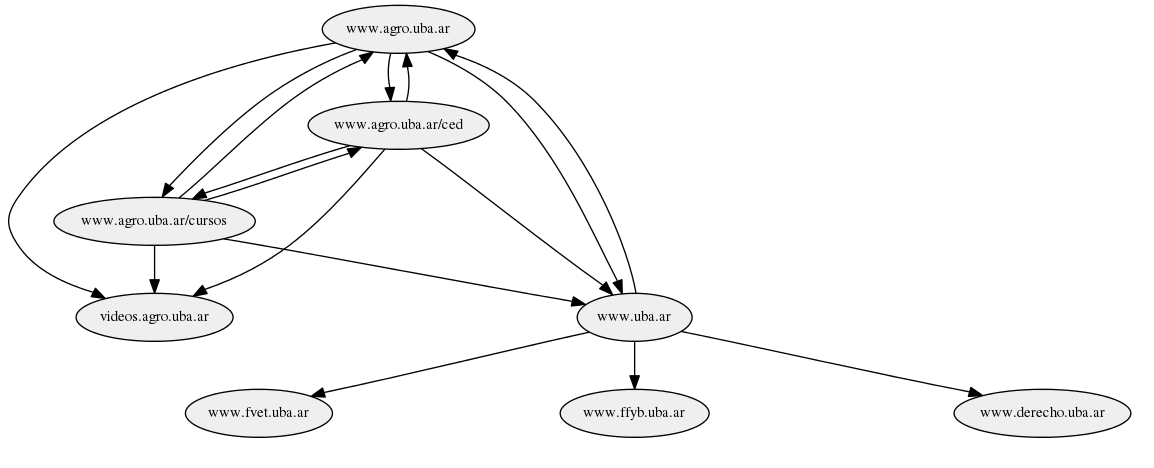 www.agro.uba.ar
www.agro.uba.ar/ced
www.agro.uba.ar/cursos
videos.agro.uba.ar
www.uba.ar
www.fvet.uba.ar
www.ffyb.uba.ar
www.derecho.uba.ar